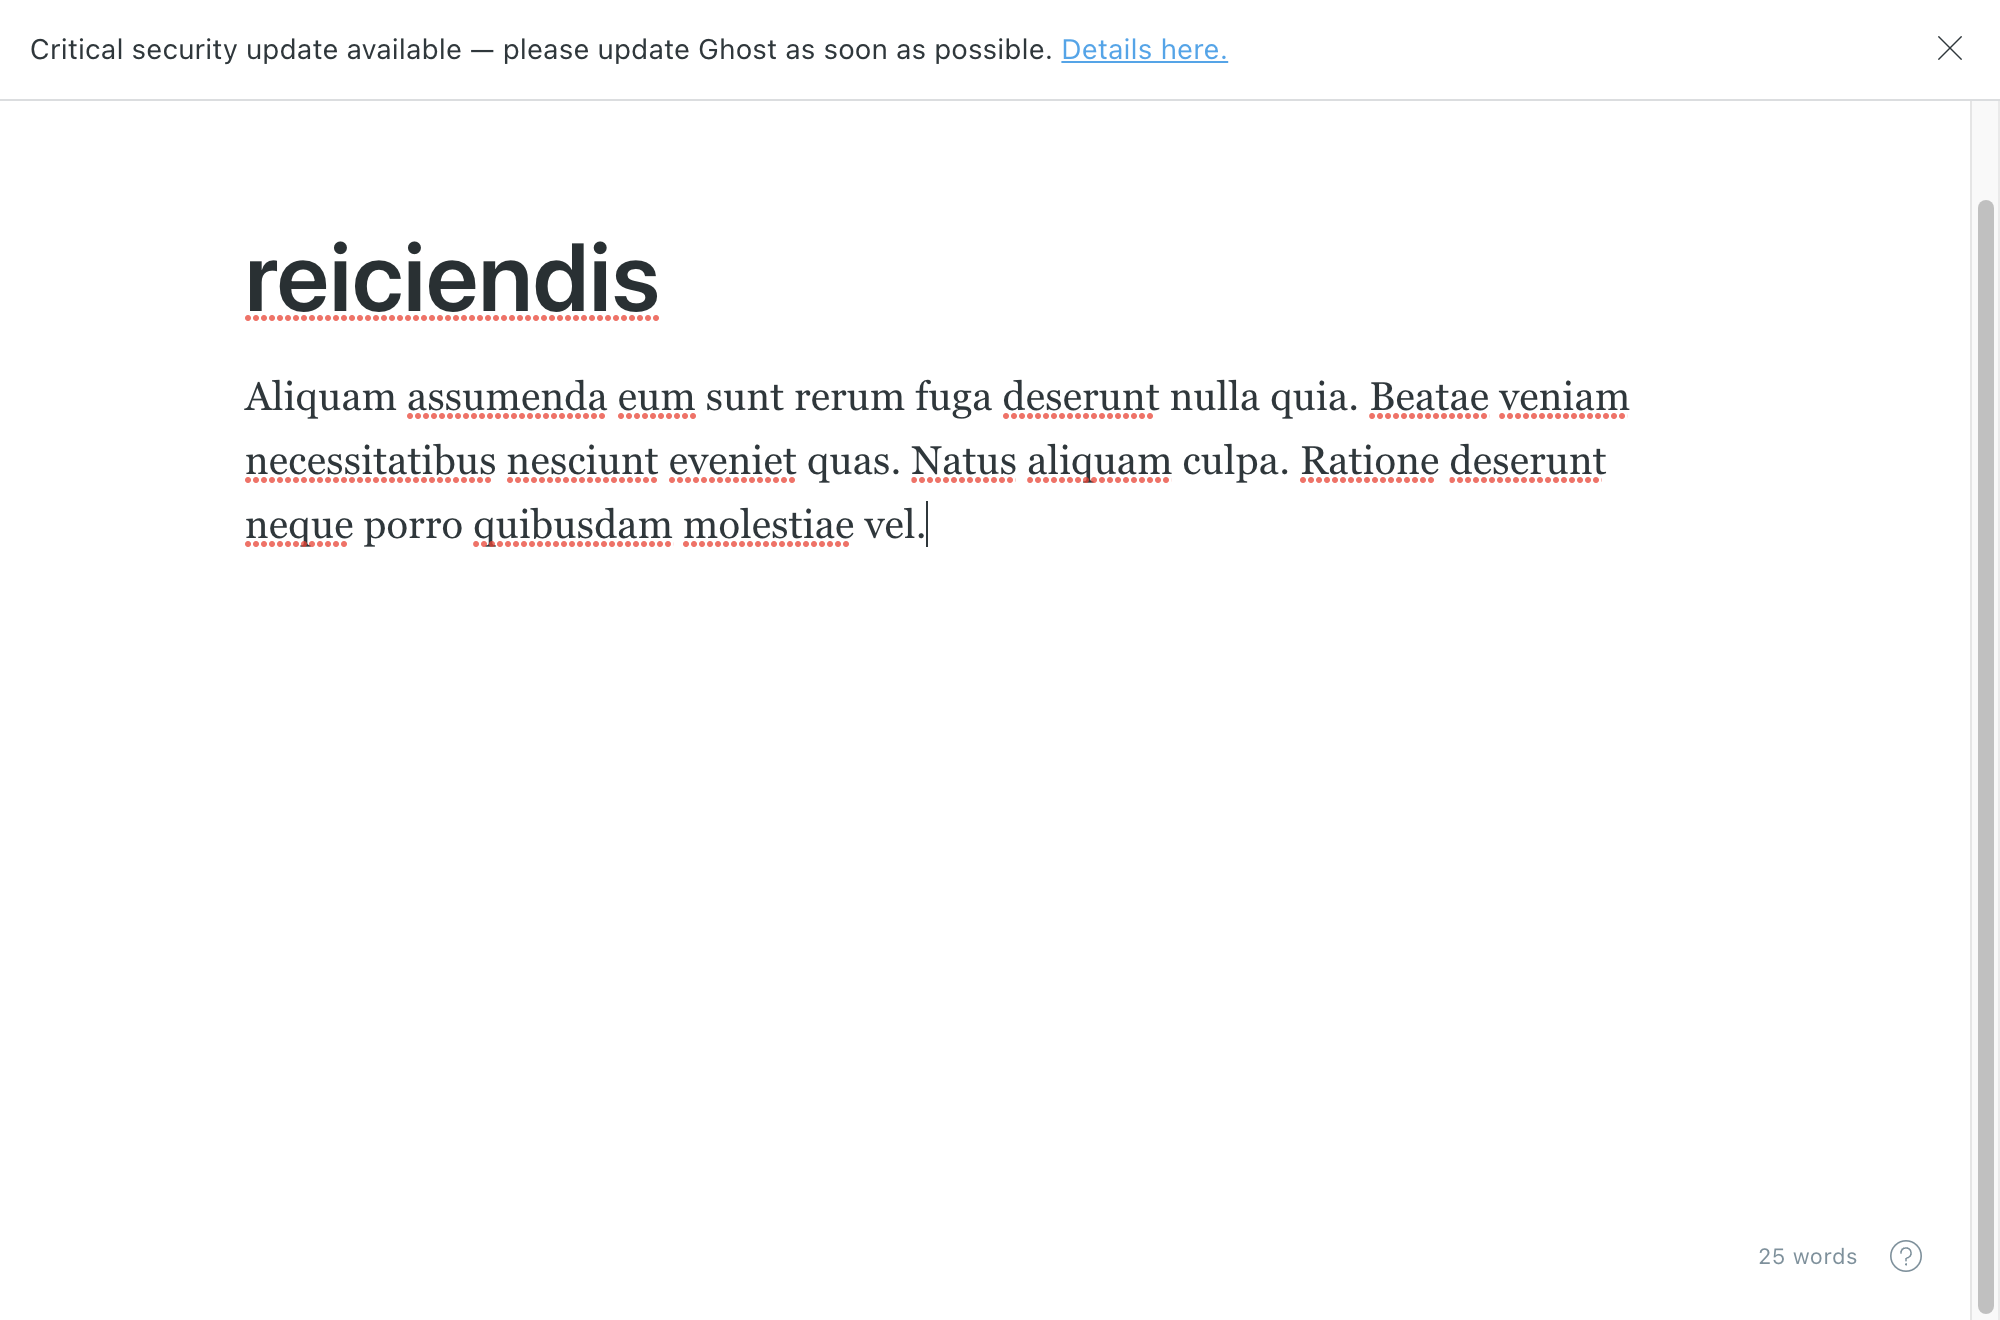 Critical security update available — please update Ghost as soon as possible. Details here.
reiciendis
Aliquam assumenda eum sunt rerum fuga deserunt nulla quia. Beatae veniam
necessitatibus nesciunt eveniet quas. Natus aliquam culpa. Ratione deserunt
neque porro quibusdam molestiae vel.
25 words
?